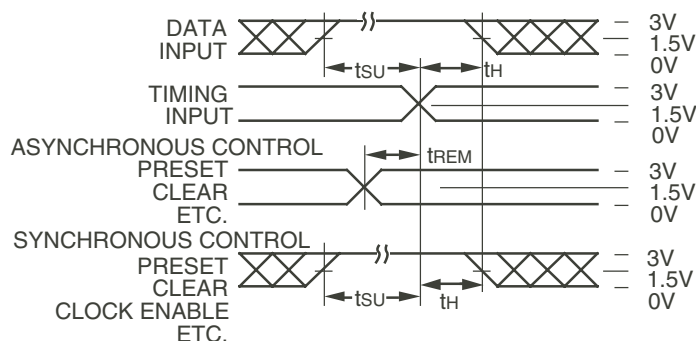 DATA
INPUT
3V
1.5V
0V
tSU
tH
TIMING
INPUT
3V
1.5V
0V
ASYNCHRONOUS CONTROL
PRESET
CLEAR
ETC.
tREM
3V
1.5V
0V
SYNCHRONOUS CONTROL
PRESET
CLEAR
CLOCK ENABLE
ETC.
tSU
tH
3V
1.5V
0V